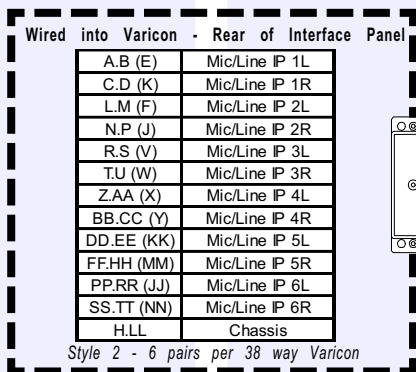 Wired into Varicon - Rear of Interface Panel
A.B (E) Mic/Line IP 1L
C.D (K) Mic/Line IP 1R
L.M (F) Mic/Line IP 2L
N.P (J) Mic/Line IP 2R
R.S (V) Mic/Line IP 3L
T.U (W) Mic/Line IP 3R
Z.AA (X) Mic/Line IP 4L
BB.CC (Y) Mic/Line IP 4R
DD.EE (KK) Mic/Line IP 5L
FF.HH (MM) Mic/Line IP 5R
PP.RR (JJ) Mic/Line IP 6L
SS.TT (NN) Mic/Line IP 6R
H.LL Chassis
Style 2 - 6 pairs per 38 way Varicon